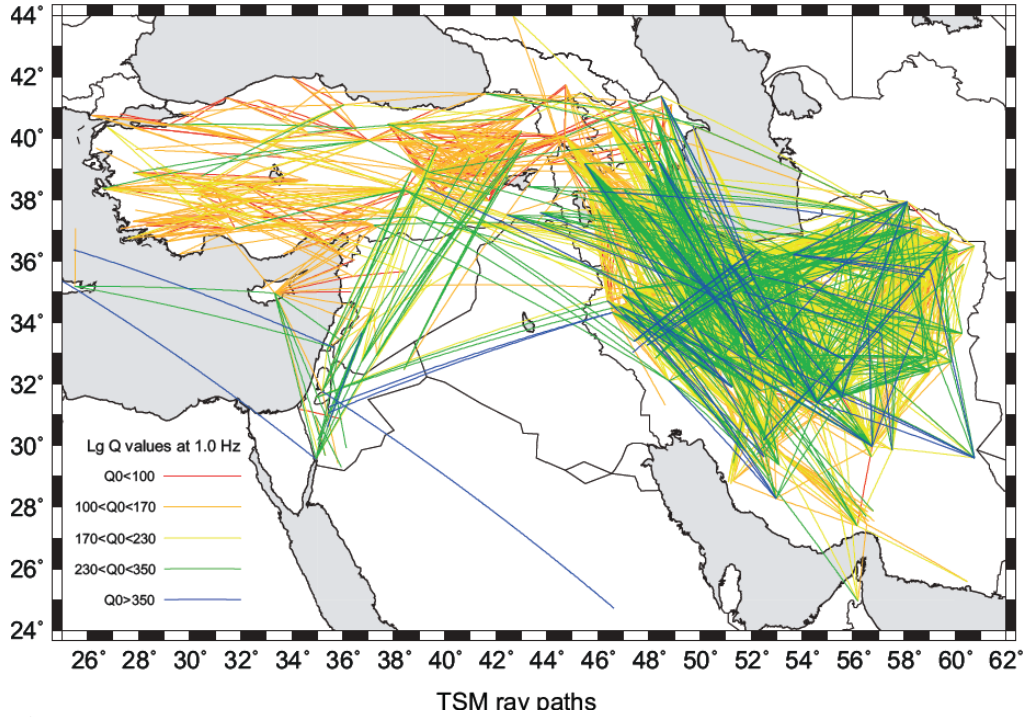 44˚
42˚
40˚
38˚
36˚
34˚
32˚
30˚
28˚
26˚
24˚
Lg Q values at 1.0 Hz
Q0<100
100<Q0<170
170<Q0<230
230<Q0<350
Q0>350
26˚ 28˚ 30˚ 32˚ 34˚ 36˚ 38˚ 40˚ 42˚ 44˚ 46˚ 48˚ 50˚ 52˚ 54˚ 56˚ 58˚ 60˚ 62˚
TSM ray paths